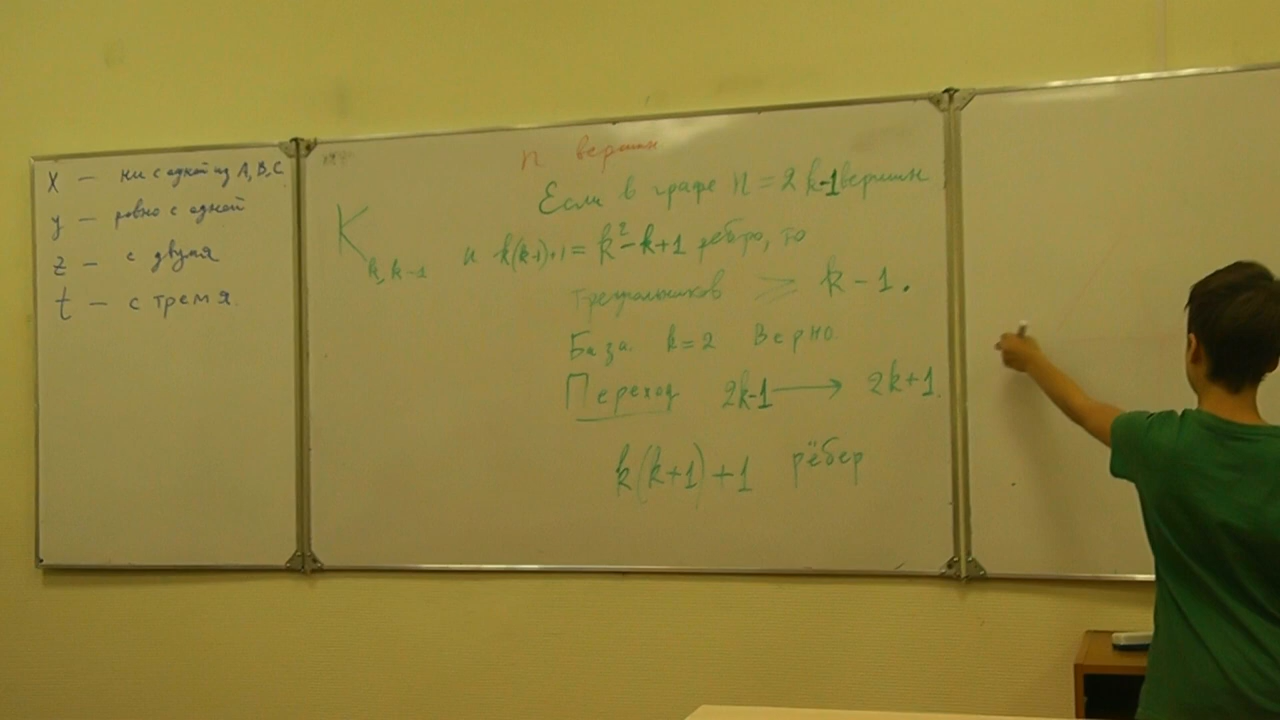 X — ни с одной из A, B, C
y — ровно с одной
z — с двумя
t — с тремя.
n вершин
Если в графе n = 2k-1 вершин
K k, k-1
и k(k-1)+1 = k²-k+1 ребро, то
треугольников ≥ k-1.
База. k=2 Верно.
Переход 2k-1 → 2k+1.
k(k+1)+1 рёбер